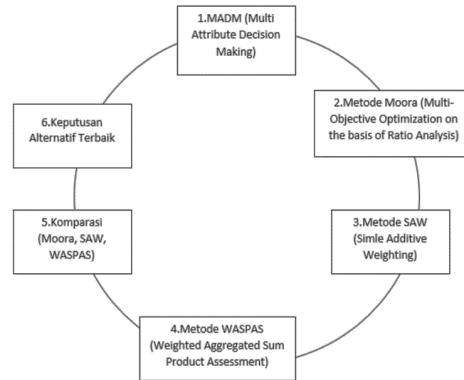 1.MADM (Multi
Attribute Decision
Making)
2.Metode Moora (Multi-
Objective Optimization on
the basis of Ratio Analysis)
3.Metode SAW
(Simle Additive
Weighting)
4.Metode WASPAS
(Weighted Aggregated Sum
Product Assessment)
5.Komparasi
(Moora, SAW,
WASPAS)
6.Keputusan
Alternatif Terbaik